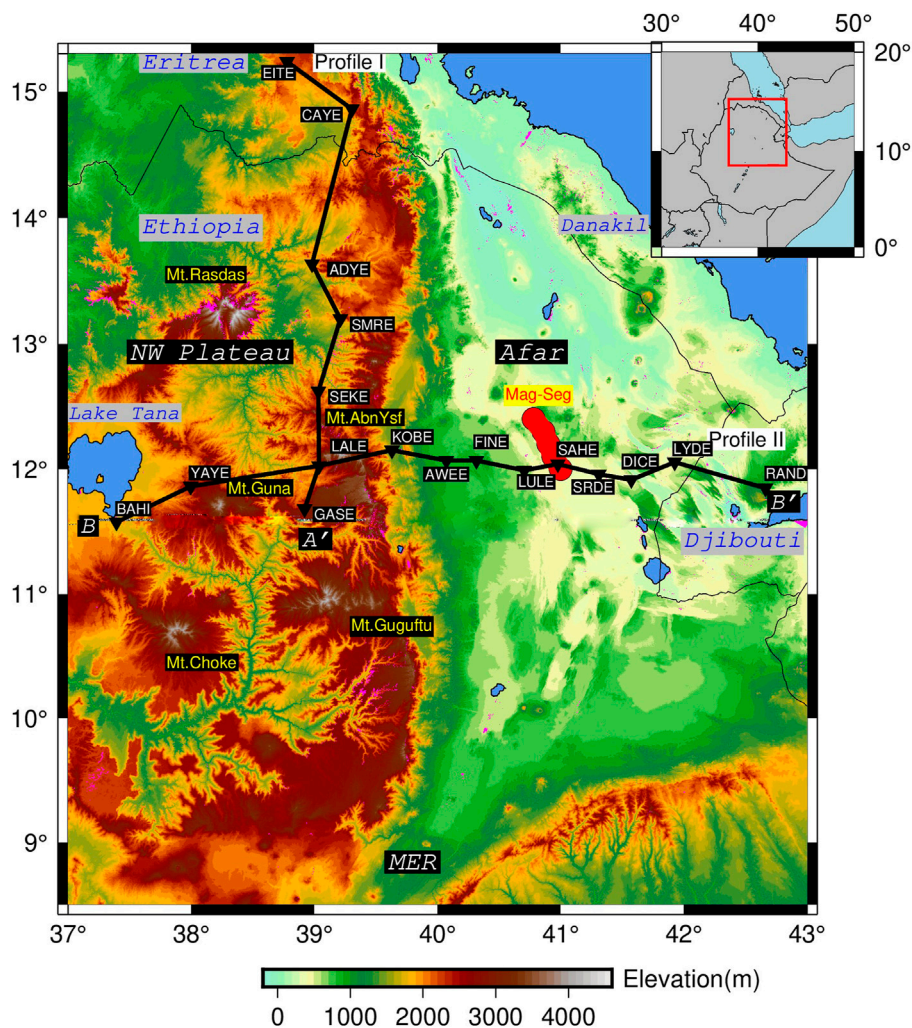 30° 40° 50°
20°
10°
0°
15°
14°
13°
12°
11°
10°
9°
Eritrea
Profile I
EITE
CAYE
Ethiopia
Danakil
Mt.Rasdas
ADYE
SMRE
NW Plateau
Afar
SEKE
Mag-Seg
Lake Tana
Mt.AbnYsf
LALE
KOBE
FINE
SAHE
Profile II
LYDE
YAYE
AWEE
DICE
RAND
Mt.Guna
LULE
SRDE
BAHI
GASE
B
A′
B′
Djibouti
Mt.Guguftu
Mt.Choke
MER
37° 38° 39° 40° 41° 42° 43°
Elevation(m)
0 1000 2000 3000 4000